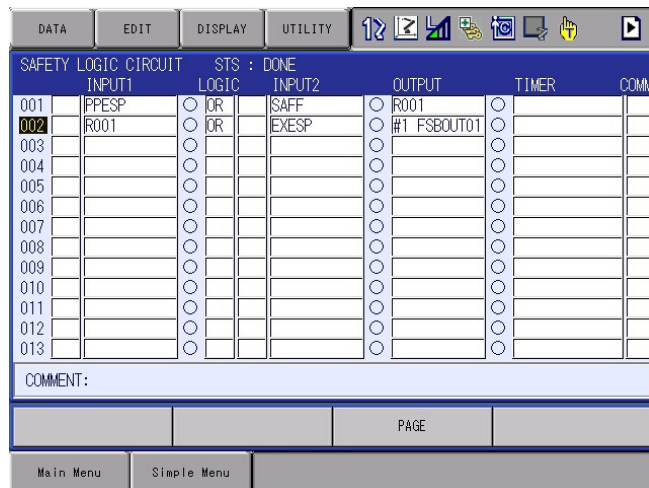 DATA EDIT DISPLAY UTILITY
SAFETY LOGIC CIRCUIT STS : DONE
INPUT1 LOGIC INPUT2 OUTPUT TIMER COMM
001 PPESP OR SAFF R001
002 R001 OR EXESP #1 FSBOUT01
003
004
005
006
007
008
009
010
011
012
013
COMMENT:
PAGE
Main Menu Simple Menu